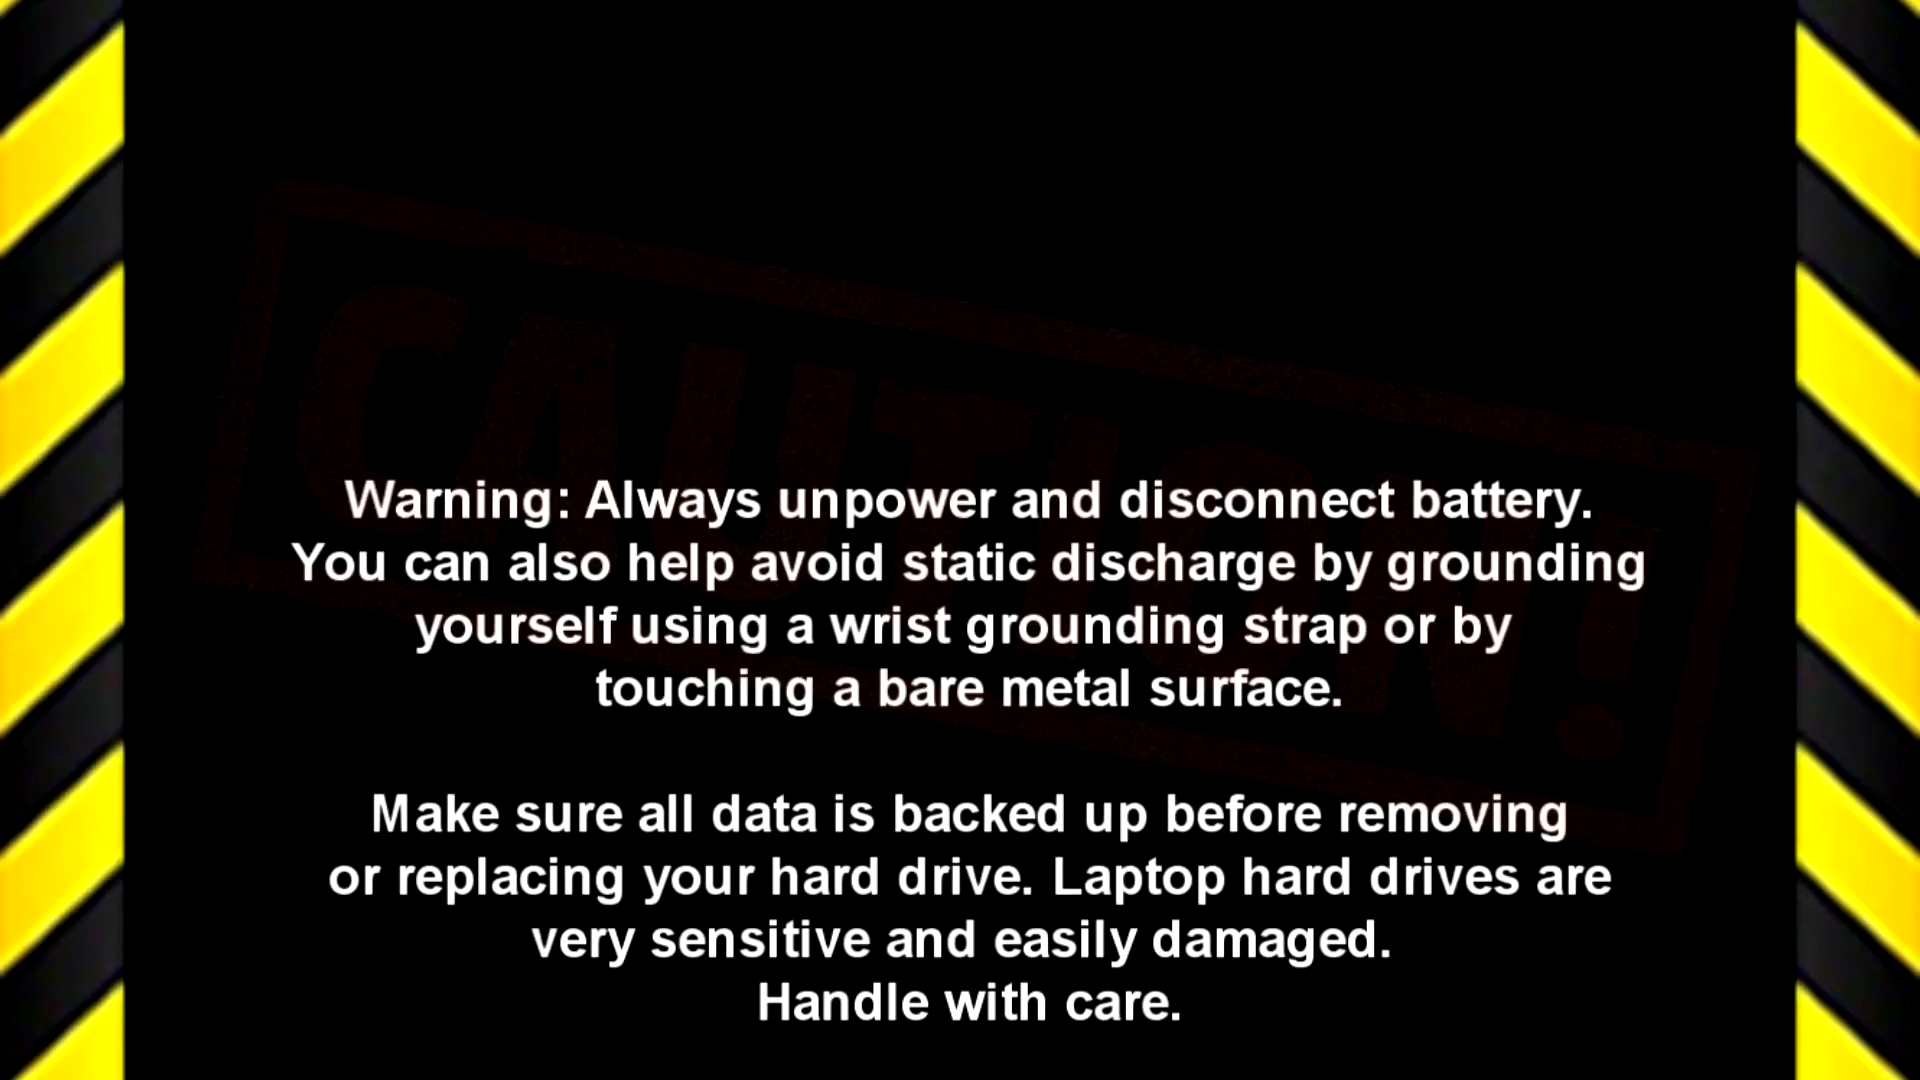 CAUTION!
Warning: Always unpower and disconnect battery.
You can also help avoid static discharge by grounding
yourself using a wrist grounding strap or by
touching a bare metal surface.
Make sure all data is backed up before removing
or replacing your hard drive. Laptop hard drives are
very sensitive and easily damaged.
Handle with care.